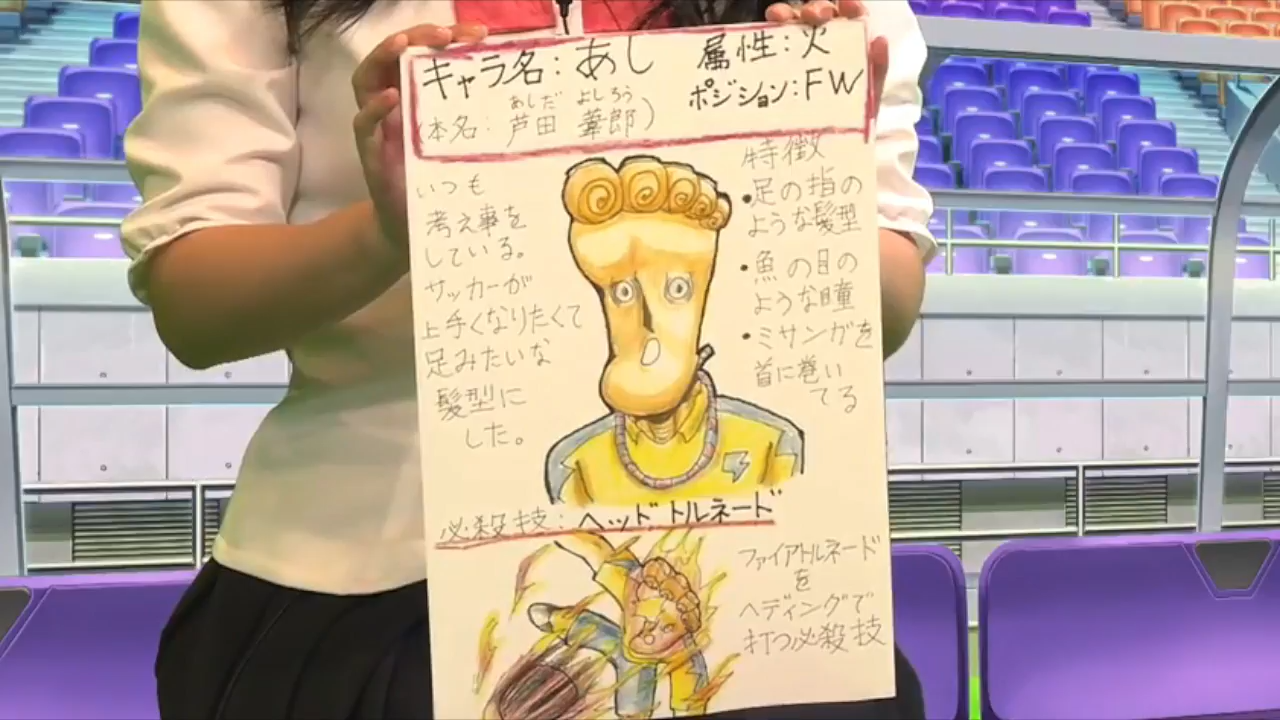 キャラ名：あし
属性：火
あしだ よしろう
(本名：芦田 葦郎)
ポジション：FW
いつも
考え事を
している。
サッカーが
上手くなりたくて
足みたいな
髪型に
した。
特徴
・足の指の
ような髪型
・魚の目の
ような瞳
・ミサンガを
首に巻い
てる
必殺技：ヘッドトルネード
ファイアトルネード
を
ヘディングで
打つ必殺技